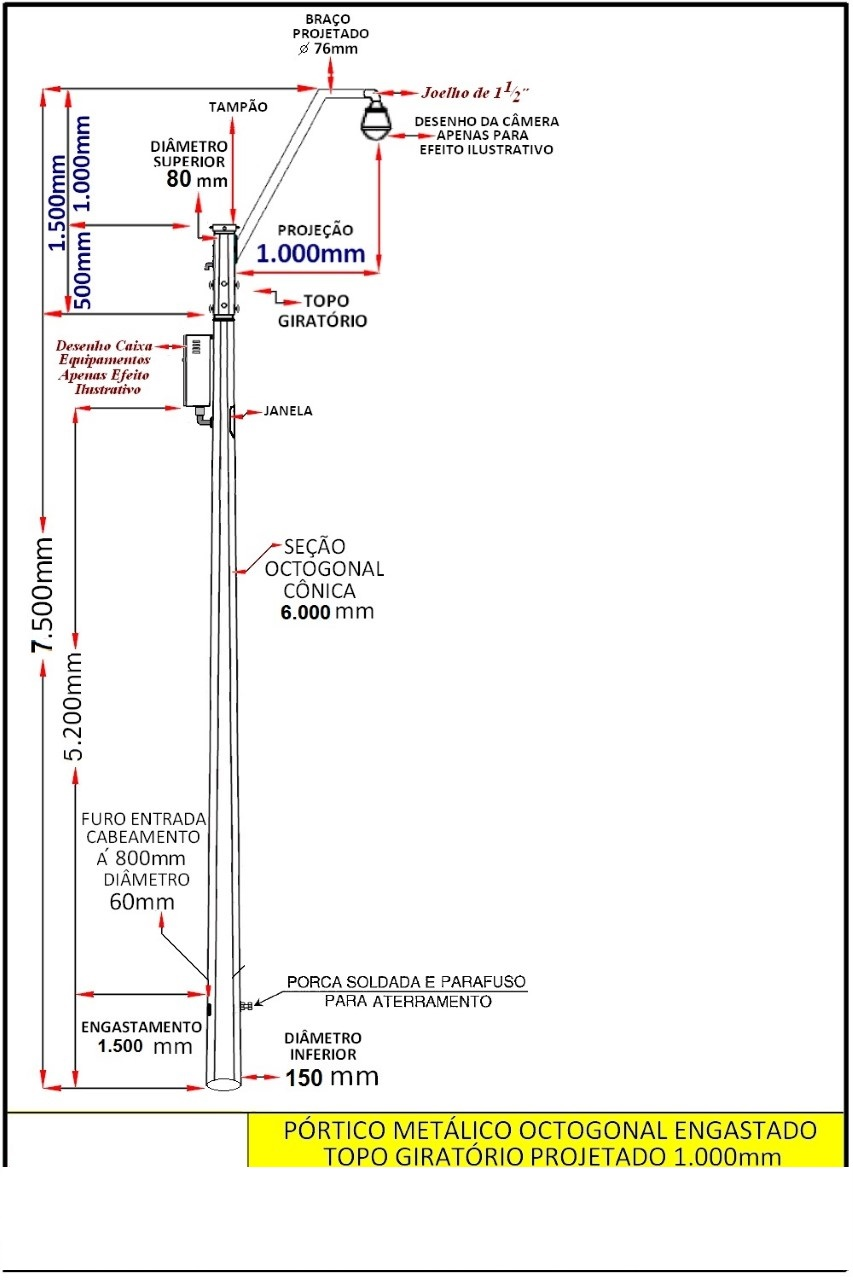 BRAÇO
PROJETADO
⌀ 76mm
Joelho de 1 1/2"
TAMPÃO
DESENHO DA CÂMERA
APENAS PARA
EFEITO ILUSTRATIVO
DIÂMETRO
SUPERIOR
80 mm
1.500mm
1.000mm
500mm
PROJEÇÃO
1.000mm
TOPO
GIRATÓRIO
Desenho Caixa
Equipamentos
Apenas Efeito
Ilustrativo
JANELA
SEÇÃO
OCTOGONAL
CÔNICA
6.000 mm
7.500mm
5.200mm
FURO ENTRADA
CABEAMENTO
Á 800mm
DIÂMETRO
60mm
PORCA SOLDADA E PARAFUSO
PARA ATERRAMENTO
ENGASTAMENTO
1.500 mm
DIÂMETRO
INFERIOR
150 mm
PÓRTICO METÁLICO OCTOGONAL ENGASTADO
TOPO GIRATÓRIO PROJETADO 1.000mm